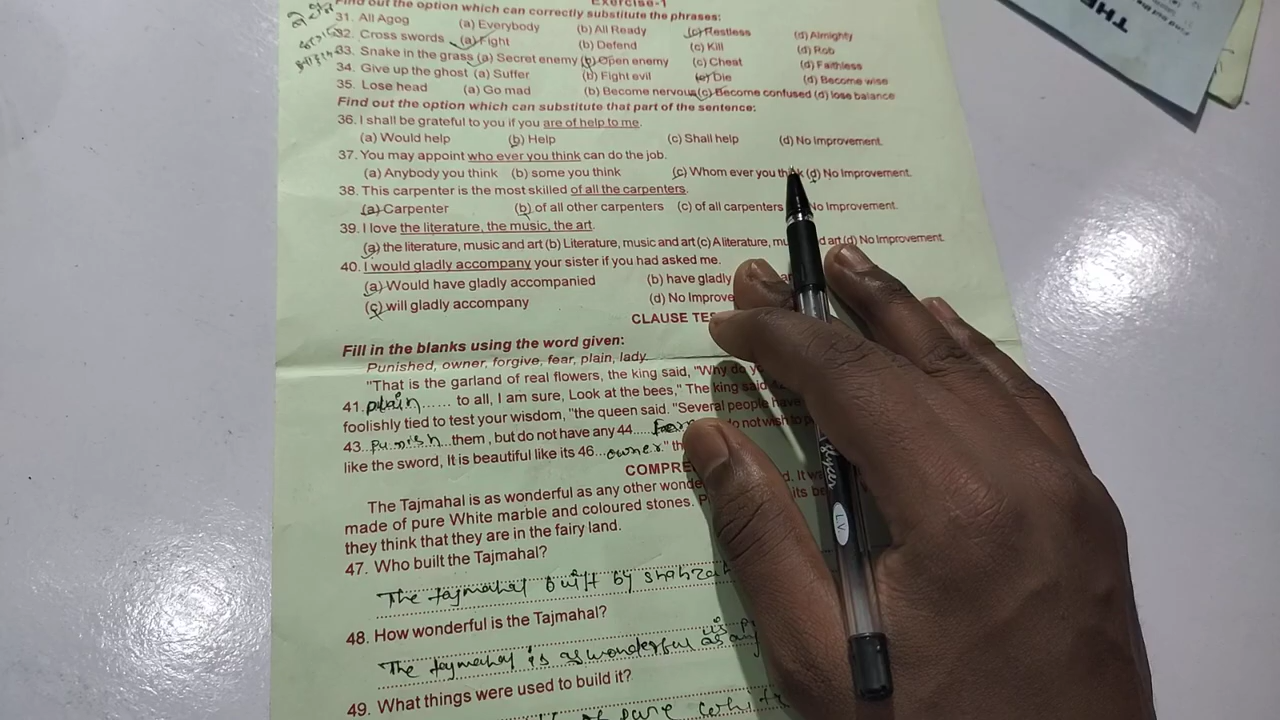 Exercise-1
Find out the option which can correctly substitute the phrases:
31. All Agog (a) Everybody (b) All Ready (c) Restless (d) Almighty
32. Cross swords (a) Fight (b) Defend (c) Kill (d) Rob
33. Snake in the grass (a) Secret enemy (b) Open enemy (c) Cheat (d) Faithless
34. Give up the ghost (a) Suffer (b) Fight evil (c) Die (d) Become wise
35. Lose head (a) Go mad (b) Become nervous (c) Become confused (d) lose balance
Find out the option which can substitute that part of the sentence:
36. I shall be grateful to you if you are of help to me.
(a) Would help (b) Help (c) Shall help (d) No Improvement.
37. You may appoint who ever you think can do the job.
(a) Anybody you think (b) some you think (c) Whom ever you think (d) No Improvement.
38. This carpenter is the most skilled of all the carpenters.
(a) Carpenter (b) of all other carpenters (c) of all carpenters No Improvement.
39. I love the literature, the music, the art.
(a) the literature, music and art (b) Literature, music and art (c) A literature, mu d art (d) No Improvement.
40. I would gladly accompany your sister if you had asked me.
(a) Would have gladly accompanied (b) have gladly
(c) will gladly accompany (d) No Improve
CLAUSE TES
Fill in the blanks using the word given:
Punished, owner, forgive, fear, plain, lady
"That is the garland of real flowers, the king said, "Why do yo
41. plain ...... to all, I am sure, Look at the bees," The king said
foolishly tied to test your wisdom, "the queen said. "Several people have
43... Punish ...them, but do not have any 44.... fear do not wish to p
like the sword, It is beautiful like its 46... owner." th
COMPRE
The Tajmahal is as wonderful as any other wonde d. It w
made of pure White marble and coloured stones. P its be
they think that they are in the fairy land.
47. Who built the Tajmahal?
The tajmahal built by shahzah
48. How wonderful is the Tajmahal?
The tajmahal is as wonderful as any
49. What things were used to build it?
pure white
THE
LV